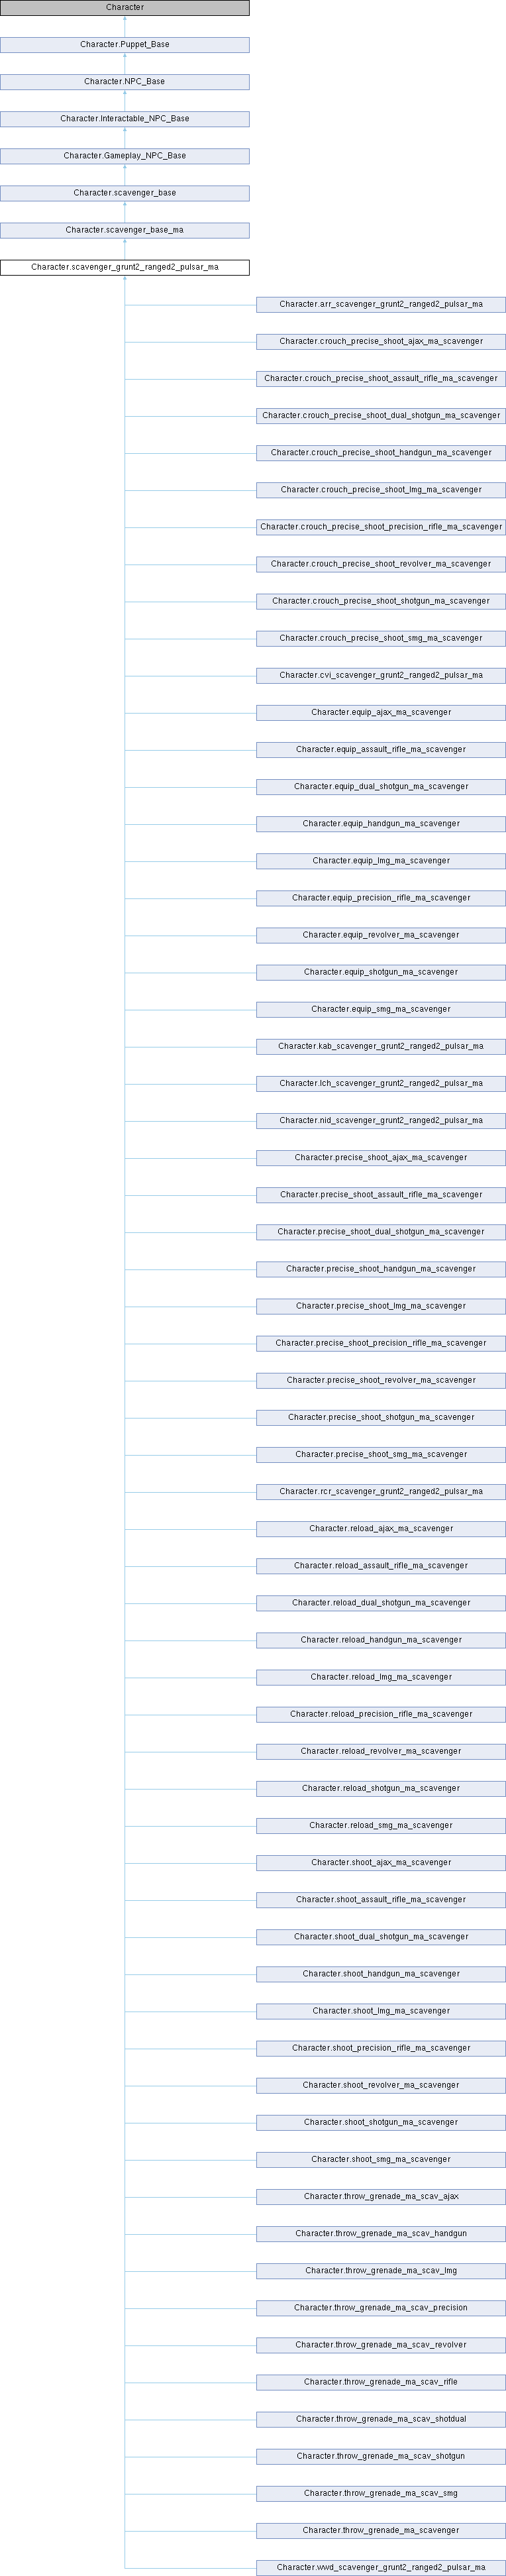 Character
Character.Puppet_Base
Character.NPC_Base
Character.Interactable_NPC_Base
Character.Gameplay_NPC_Base
Character.scavenger_base
Character.scavenger_base_ma
Character.scavenger_grunt2_ranged2_pulsar_ma
Character.arr_scavenger_grunt2_ranged2_pulsar_ma
Character.crouch_precise_shoot_ajax_ma_scavenger
Character.crouch_precise_shoot_assault_rifle_ma_scavenger
Character.crouch_precise_shoot_dual_shotgun_ma_scavenger
Character.crouch_precise_shoot_handgun_ma_scavenger
Character.crouch_precise_shoot_lmg_ma_scavenger
Character.crouch_precise_shoot_precision_rifle_ma_scavenger
Character.crouch_precise_shoot_revolver_ma_scavenger
Character.crouch_precise_shoot_shotgun_ma_scavenger
Character.crouch_precise_shoot_smg_ma_scavenger
Character.cvi_scavenger_grunt2_ranged2_pulsar_ma
Character.equip_ajax_ma_scavenger
Character.equip_assault_rifle_ma_scavenger
Character.equip_dual_shotgun_ma_scavenger
Character.equip_handgun_ma_scavenger
Character.equip_lmg_ma_scavenger
Character.equip_precision_rifle_ma_scavenger
Character.equip_revolver_ma_scavenger
Character.equip_shotgun_ma_scavenger
Character.equip_smg_ma_scavenger
Character.kab_scavenger_grunt2_ranged2_pulsar_ma
Character.lch_scavenger_grunt2_ranged2_pulsar_ma
Character.nid_scavenger_grunt2_ranged2_pulsar_ma
Character.precise_shoot_ajax_ma_scavenger
Character.precise_shoot_assault_rifle_ma_scavenger
Character.precise_shoot_dual_shotgun_ma_scavenger
Character.precise_shoot_handgun_ma_scavenger
Character.precise_shoot_lmg_ma_scavenger
Character.precise_shoot_precision_rifle_ma_scavenger
Character.precise_shoot_revolver_ma_scavenger
Character.precise_shoot_shotgun_ma_scavenger
Character.precise_shoot_smg_ma_scavenger
Character.rcr_scavenger_grunt2_ranged2_pulsar_ma
Character.reload_ajax_ma_scavenger
Character.reload_assault_rifle_ma_scavenger
Character.reload_dual_shotgun_ma_scavenger
Character.reload_handgun_ma_scavenger
Character.reload_lmg_ma_scavenger
Character.reload_precision_rifle_ma_scavenger
Character.reload_revolver_ma_scavenger
Character.reload_shotgun_ma_scavenger
Character.reload_smg_ma_scavenger
Character.shoot_ajax_ma_scavenger
Character.shoot_assault_rifle_ma_scavenger
Character.shoot_dual_shotgun_ma_scavenger
Character.shoot_handgun_ma_scavenger
Character.shoot_lmg_ma_scavenger
Character.shoot_precision_rifle_ma_scavenger
Character.shoot_revolver_ma_scavenger
Character.shoot_shotgun_ma_scavenger
Character.shoot_smg_ma_scavenger
Character.throw_grenade_ma_scav_ajax
Character.throw_grenade_ma_scav_handgun
Character.throw_grenade_ma_scav_lmg
Character.throw_grenade_ma_scav_precision
Character.throw_grenade_ma_scav_revolver
Character.throw_grenade_ma_scav_rifle
Character.throw_grenade_ma_scav_shotdual
Character.throw_grenade_ma_scav_shotgun
Character.throw_grenade_ma_scav_smg
Character.throw_grenade_ma_scavenger
Character.wwd_scavenger_grunt2_ranged2_pulsar_ma